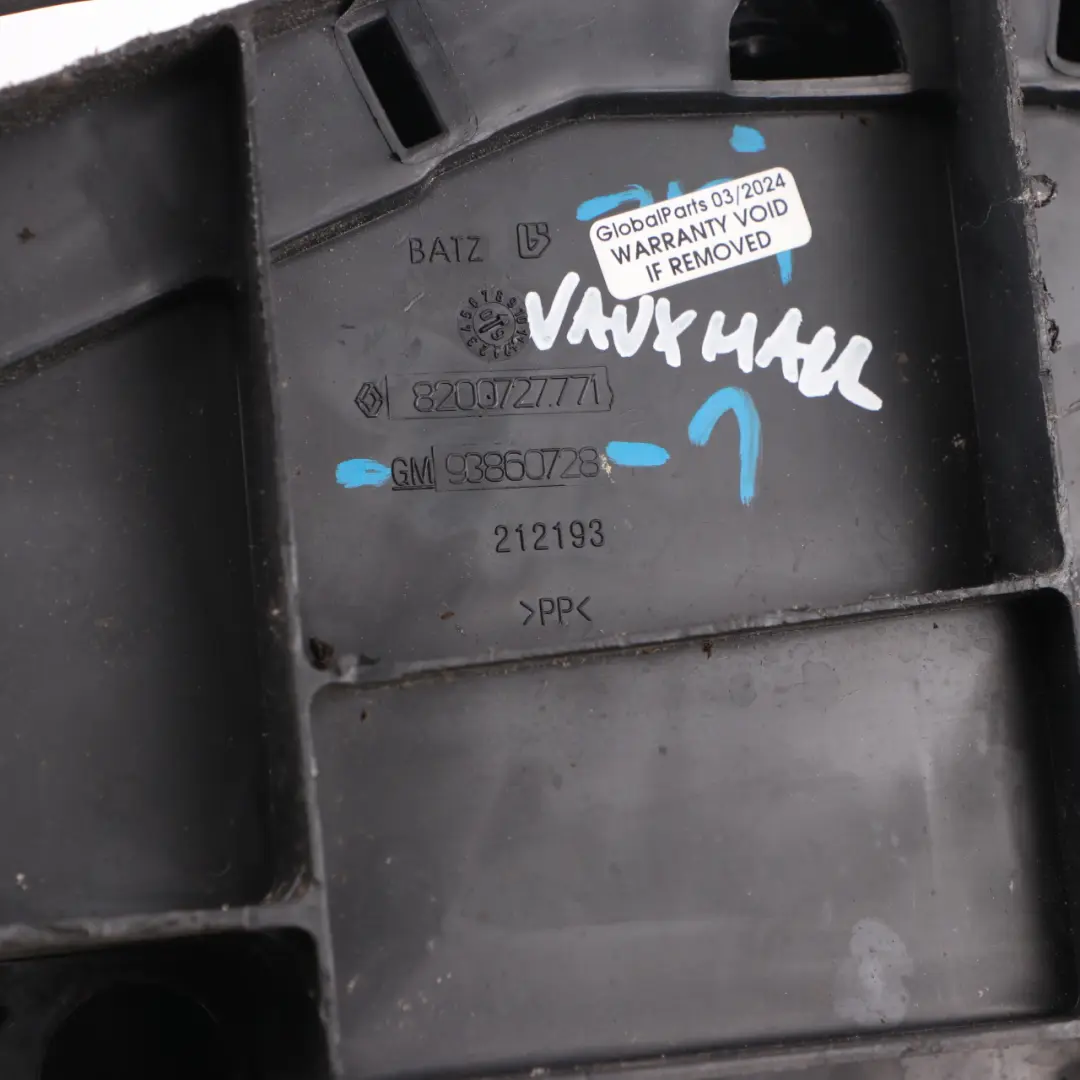 GlobalParts 03/2024
WARRANTY VOID
IF REMOVED
BATZ
VAUXHALL
8200727771
GM 93860728
212193
>PP<